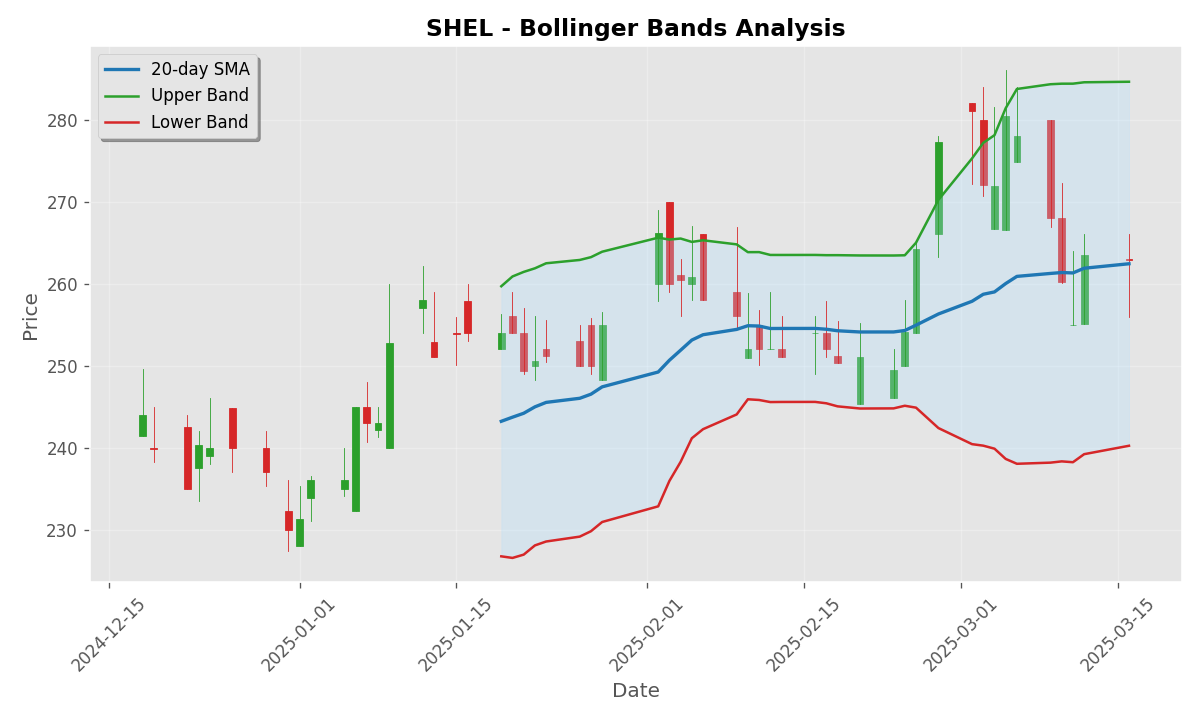 SHEL - Bollinger Bands Analysis
20-day SMA
Upper Band
Lower Band
Price
280
270
260
250
240
230
2024-12-15
2025-01-01
2025-01-15
2025-02-01
2025-02-15
2025-03-01
2025-03-15
Date